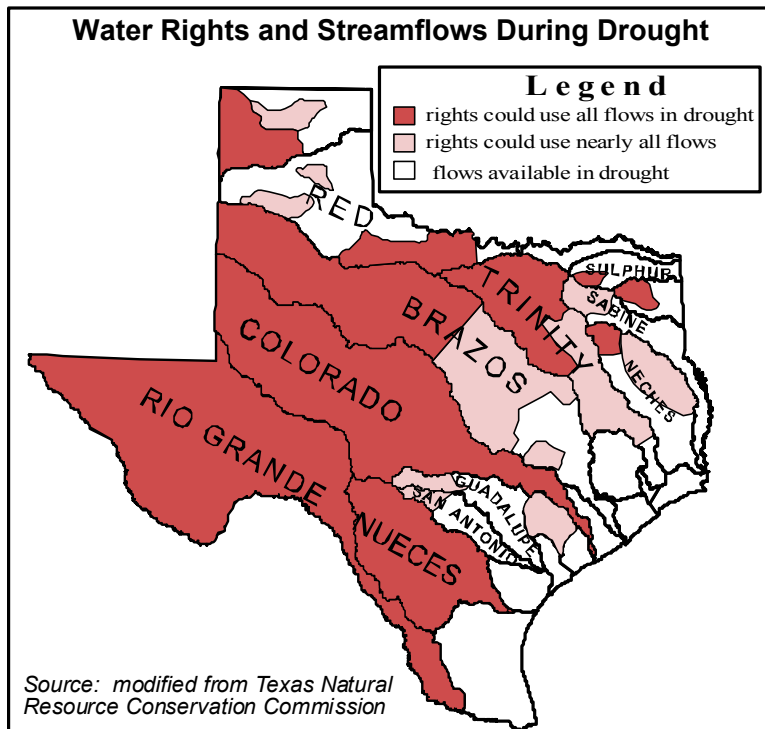 Water Rights and Streamflows During Drought
Legend
rights could use all flows in drought
rights could use nearly all flows
flows available in drought
RED
SULPHUR
TRINITY
SABINE
BRAZOS
COLORADO
NECHES
RIO GRANDE
GUADALUPE
SAN ANTONIO
NUECES
Source: modified from Texas Natural
Resource Conservation Commission